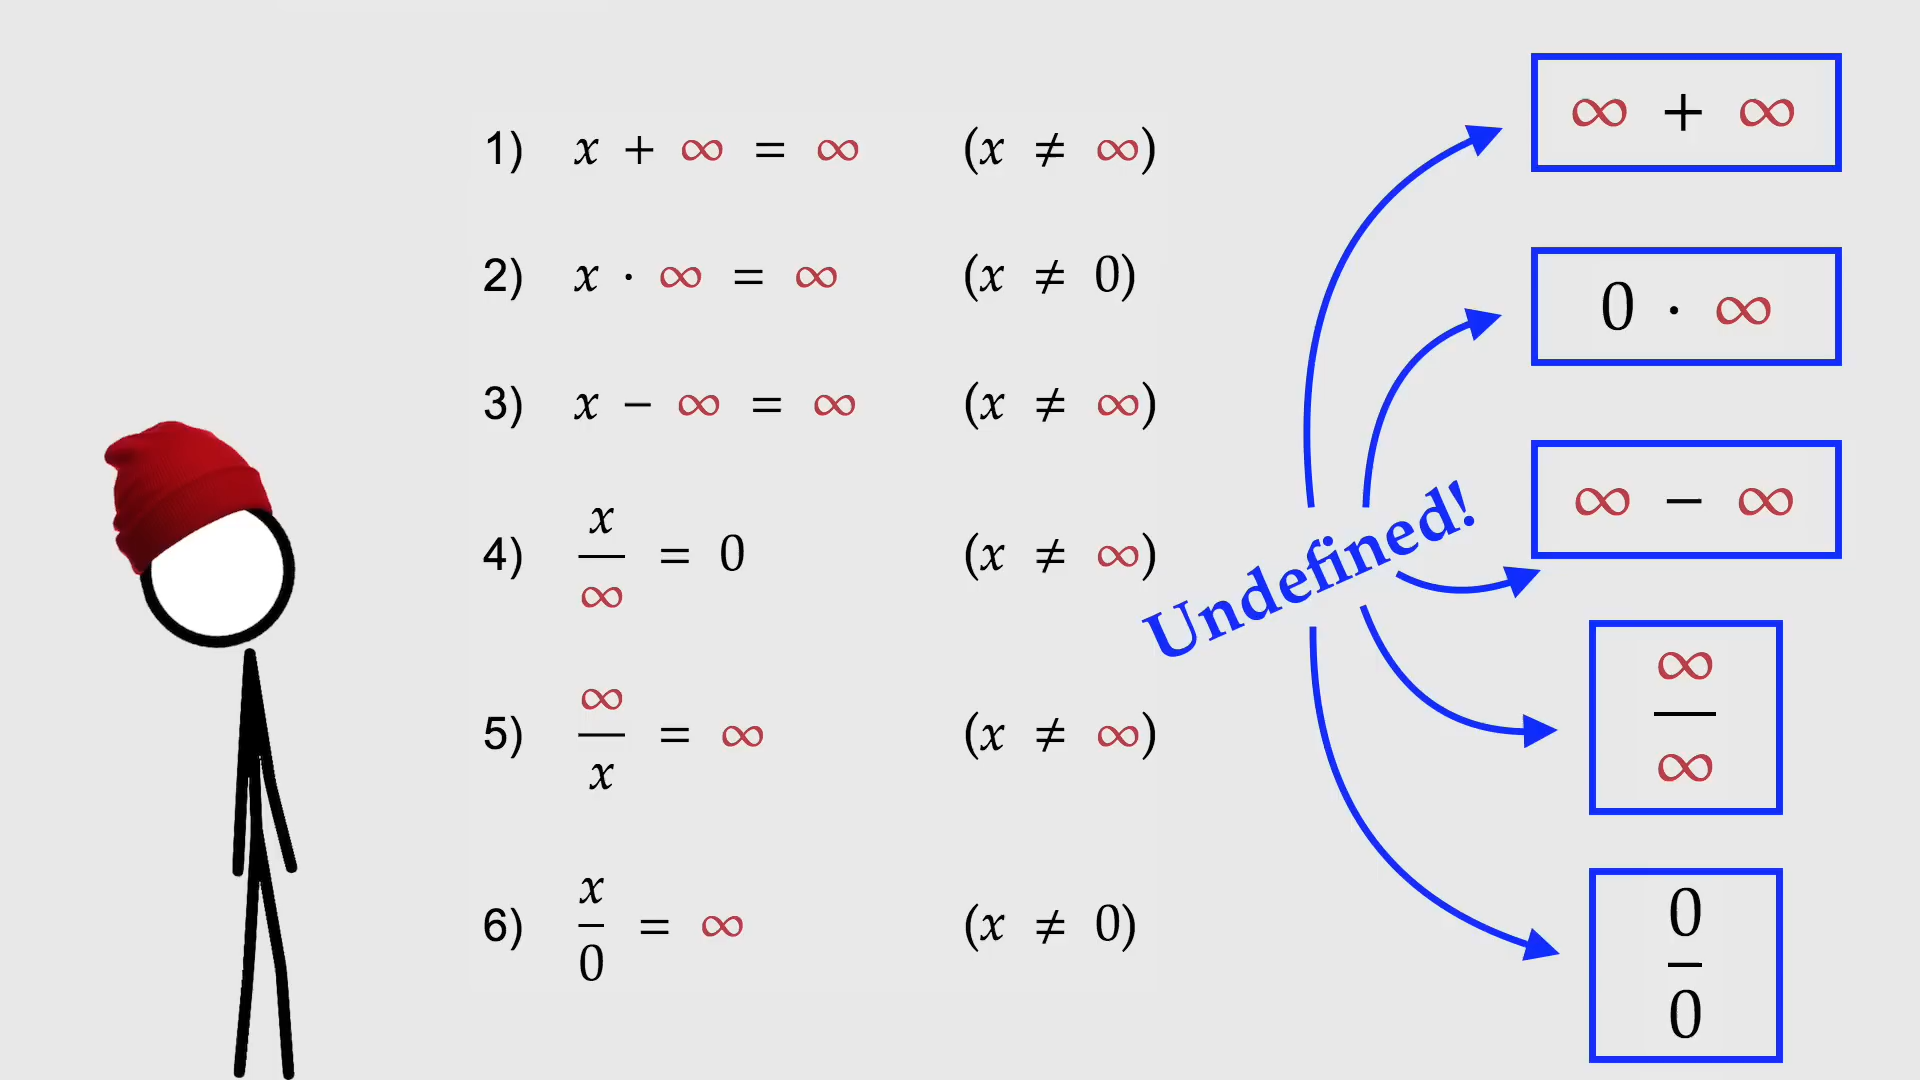 1) x + ∞ = ∞ (x ≠ ∞)
2) x · ∞ = ∞ (x ≠ 0)
3) x − ∞ = ∞ (x ≠ ∞)
4) x/∞ = 0 (x ≠ ∞)
5) ∞/x = ∞ (x ≠ ∞)
6) x/0 = ∞ (x ≠ 0)
Undefined!
∞ + ∞
0 · ∞
∞ − ∞
∞/∞
0/0